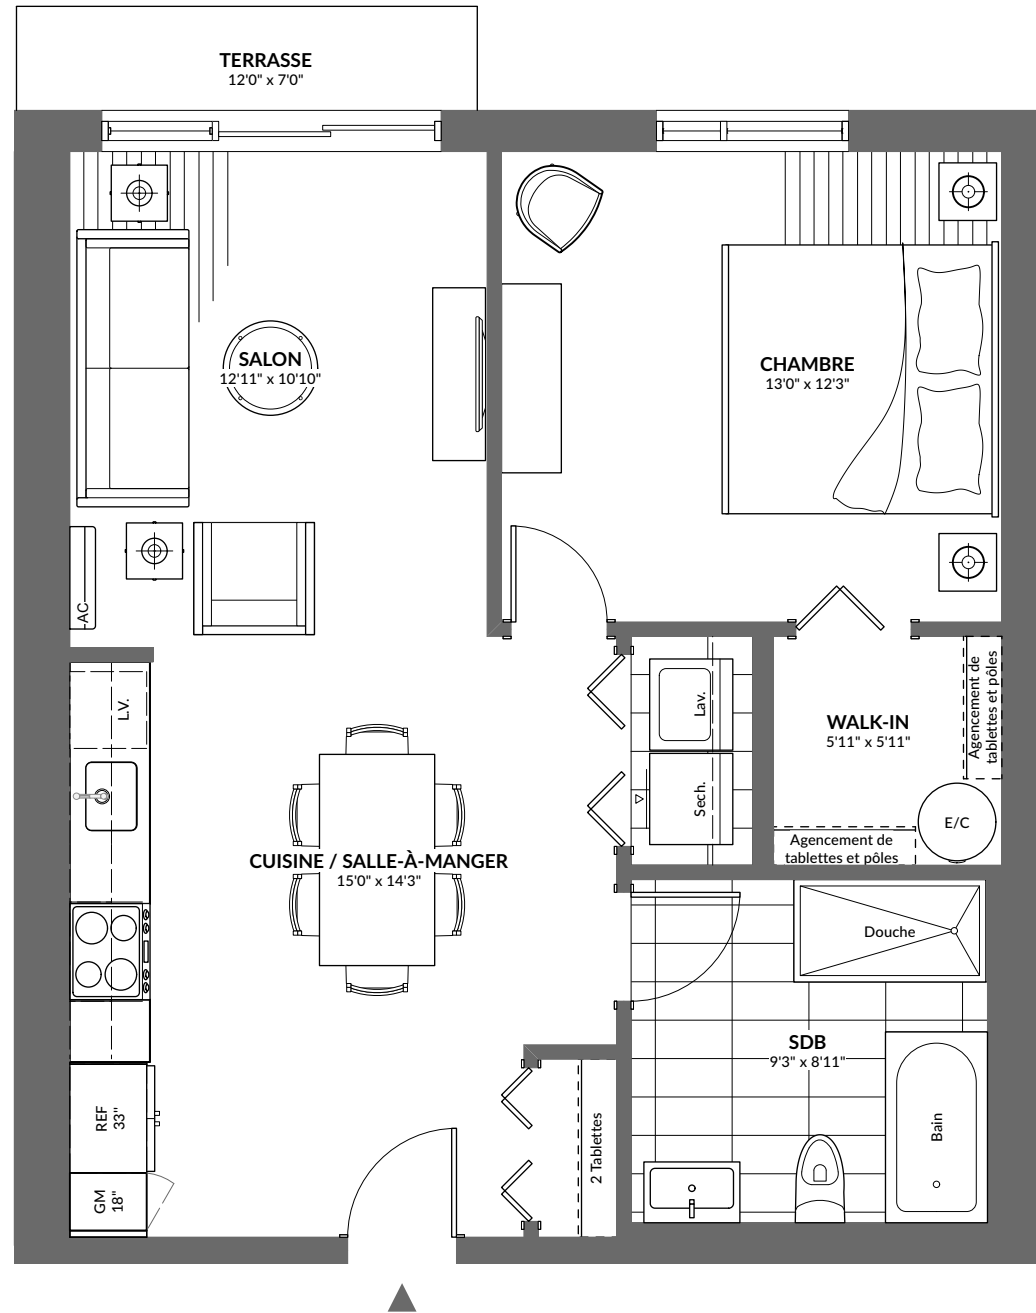 TERRASSE
12'0" x 7'0"
SALON
12'11" x 10'10"
CHAMBRE
13'0" x 12'3"
AC
L.V.
Lav.
Sech.
WALK-IN
5'11" x 5'11"
Agencement de
tablettes et pôles
E/C
Agencement de
tablettes et pôles
CUISINE / SALLE-À-MANGER
15'0" x 14'3"
Douche
SDB
9'3" x 8'11"
Bain
REF
33"
GM
18"
2 Tablettes